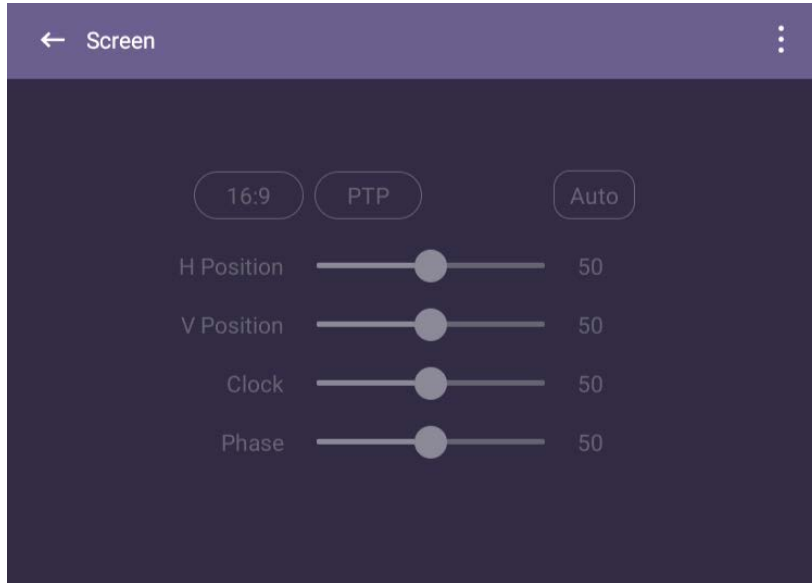 Screen
16:9 PTP Auto
H Position 50
V Position 50
Clock 50
Phase 50